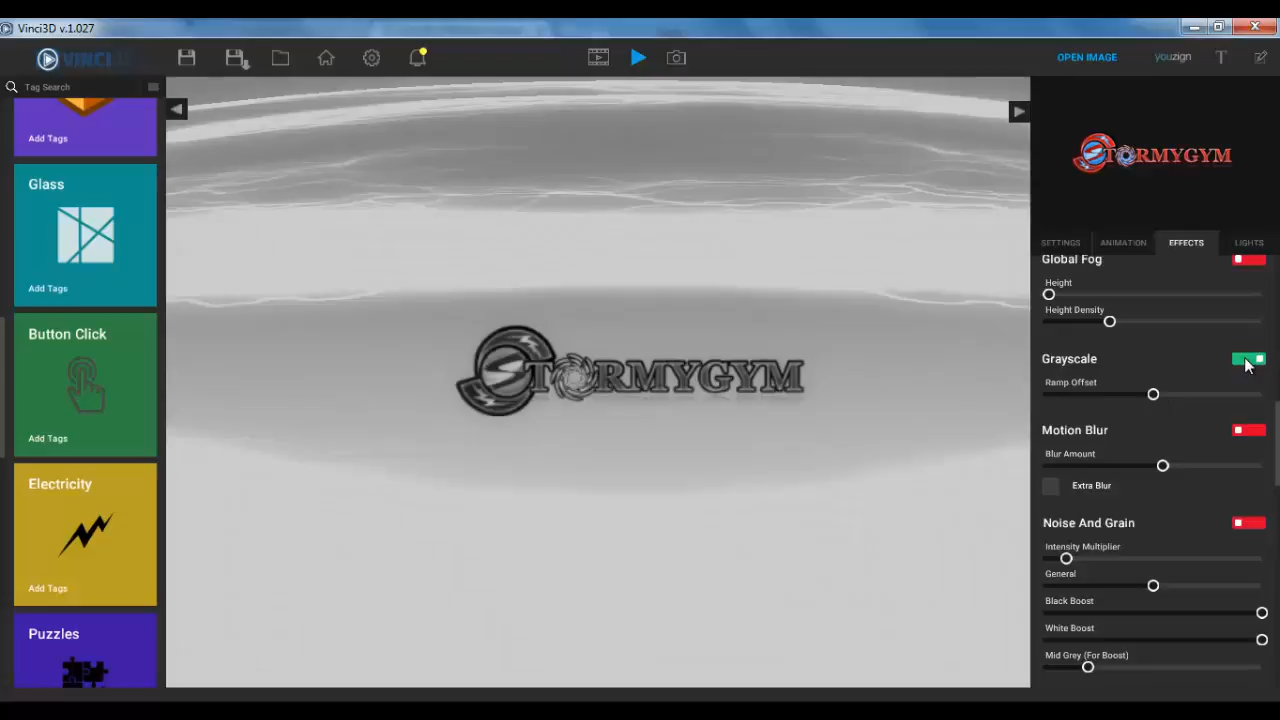 Vinci3D v.1.027
VINCI3D
OPEN IMAGE
youzign
T
Tag Search
Add Tags
Glass
Add Tags
Button Click
Add Tags
Electricity
Add Tags
Puzzles
STORMYGYM
STORMYGYM
SETTINGS
ANIMATION
EFFECTS
LIGHTS
Global Fog
Height
Height Density
Grayscale
Ramp Offset
Motion Blur
Blur Amount
Extra Blur
Noise And Grain
Intensity Multiplier
General
Black Boost
White Boost
Mid Grey (For Boost)